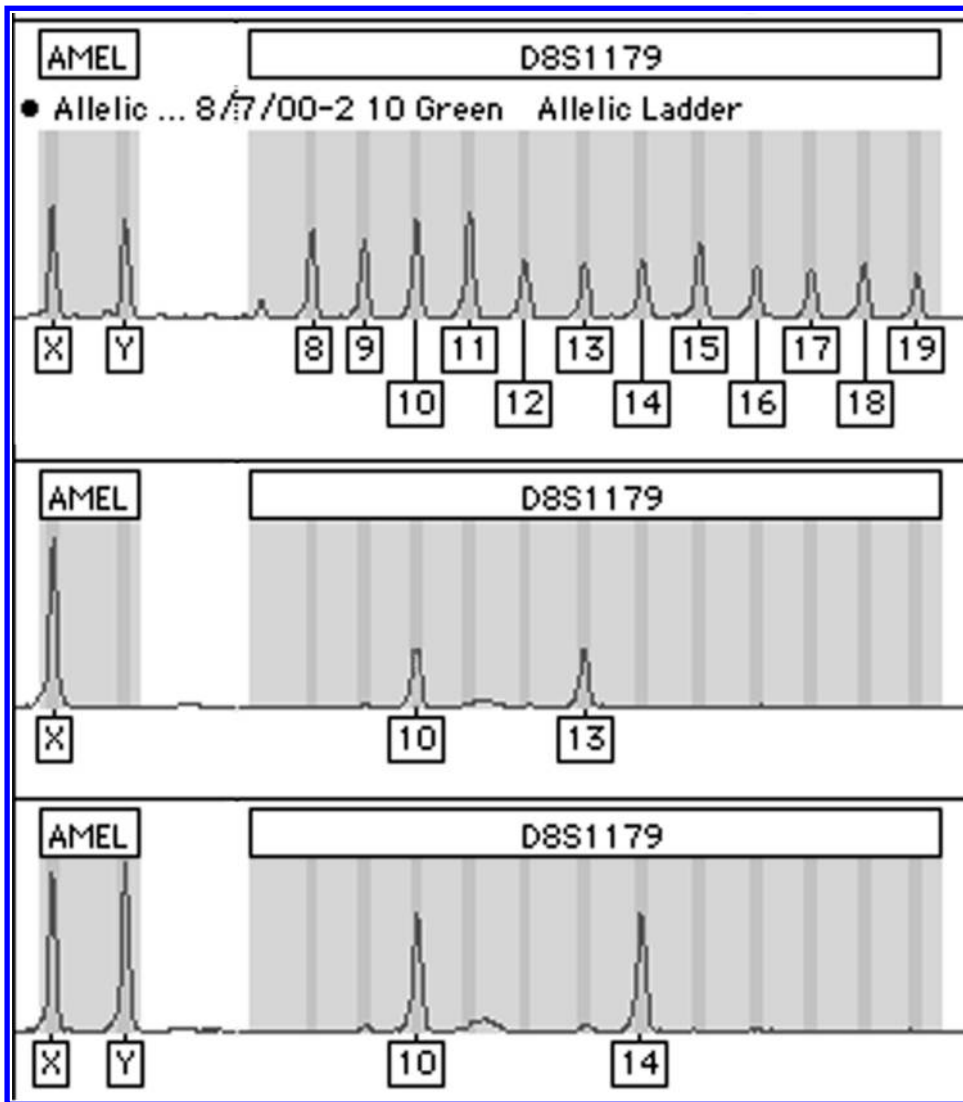 AMEL D8S1179
● Allelic ... 8/7/00-2 10 Green Allelic Ladder
X Y 8 9 11 13 15 17 19
10 12 14 16 18
AMEL D8S1179
X 10 13
AMEL D8S1179
X Y 10 14